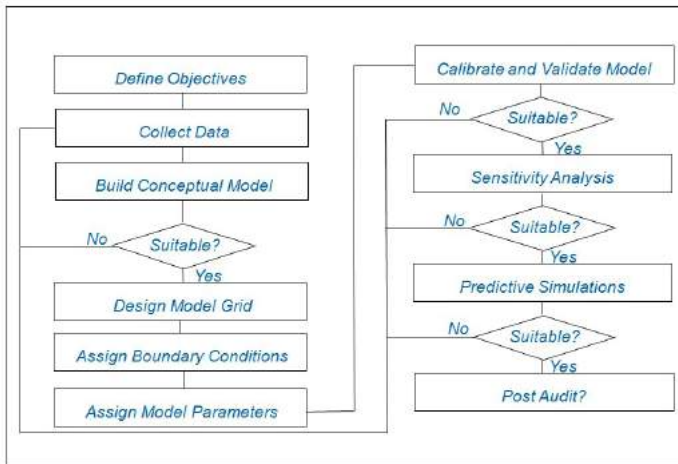 Define Objectives
Collect Data
Build Conceptual Model
No
Suitable?
Yes
Design Model Grid
Assign Boundary Conditions
Assign Model Parameters
Calibrate and Validate Model
No
Suitable?
Yes
Sensitivity Analysis
No
Suitable?
Yes
Predictive Simulations
No
Suitable?
Yes
Post Audit?